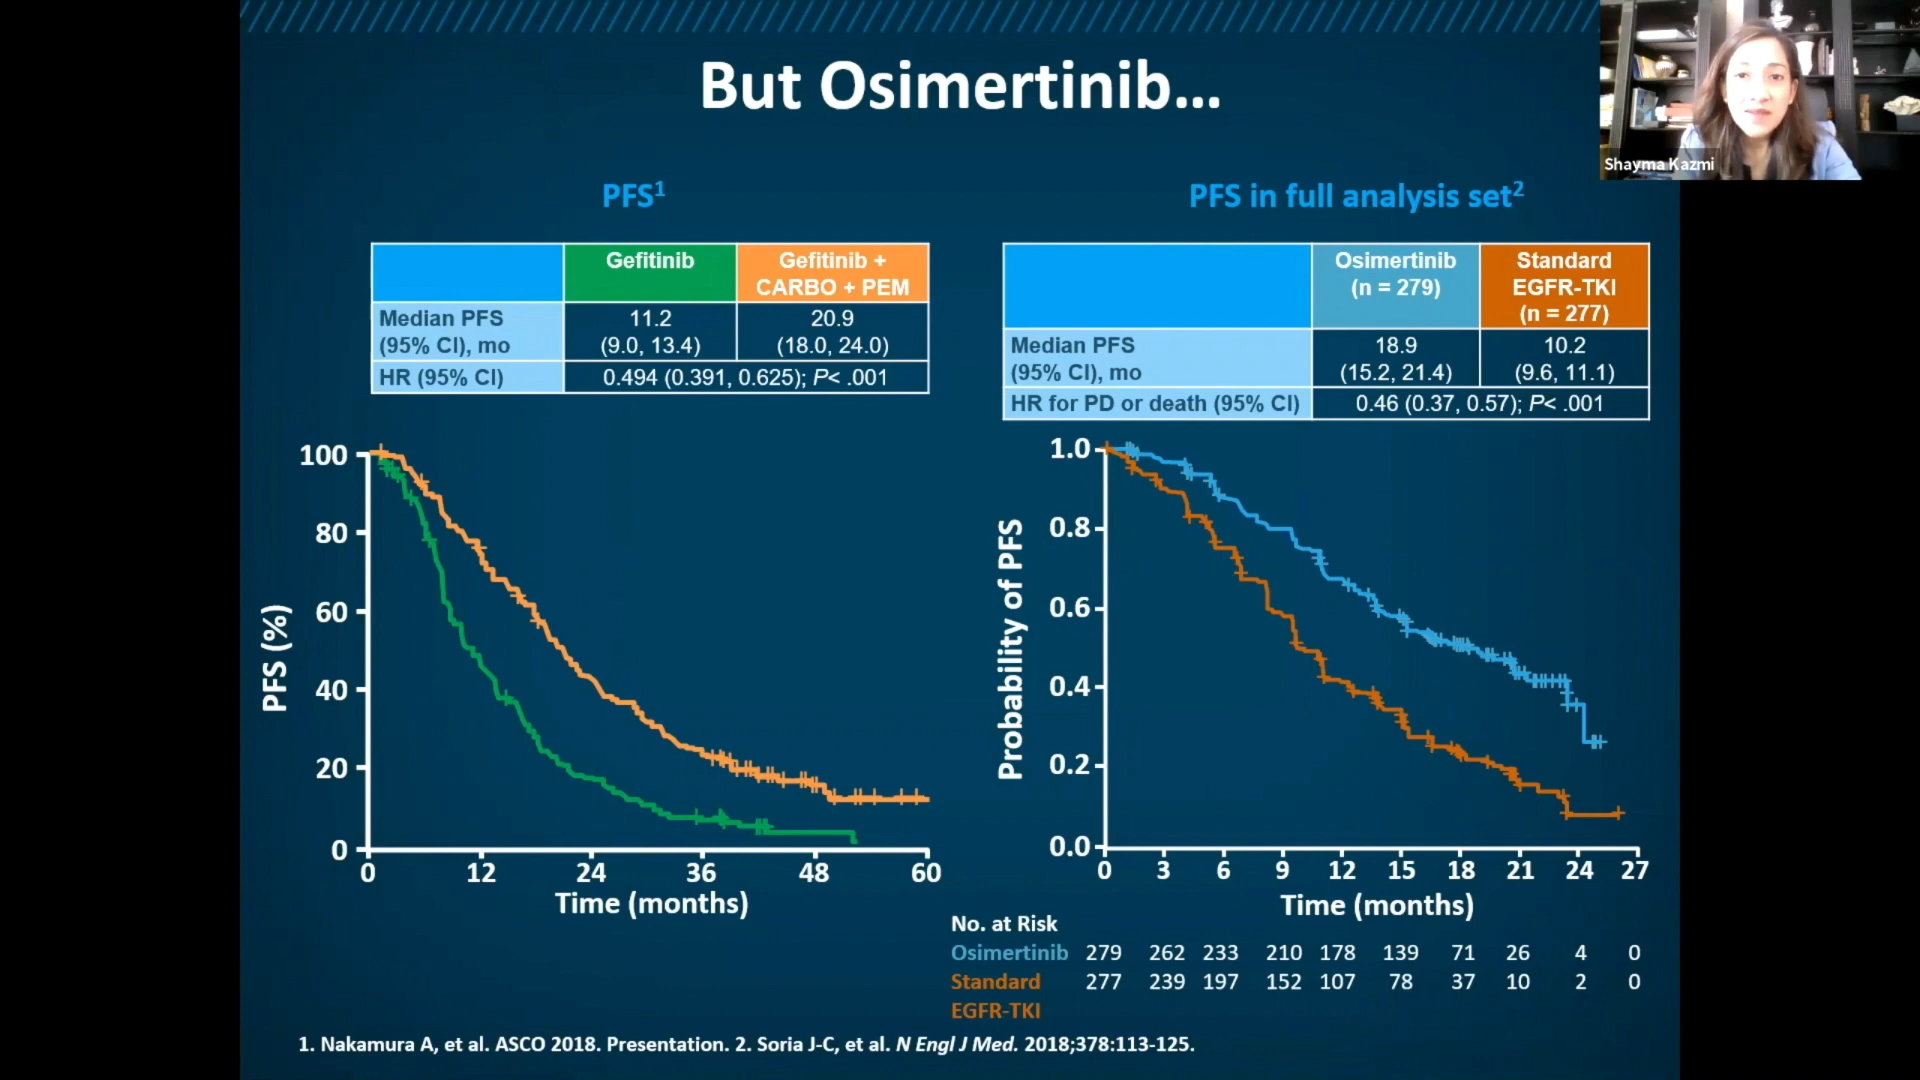 But Osimertinib...
Shayma Kazmi
PFS1
Gefitinib
Gefitinib +
CARBO + PEM
Median PFS
(95% CI), mo
11.2
(9.0, 13.4)
20.9
(18.0, 24.0)
HR (95% CI)
0.494 (0.391, 0.625); P< .001
100
80
60
40
20
0
PFS (%)
0 12 24 36 48 60
Time (months)
PFS in full analysis set2
Osimertinib
(n = 279)
Standard
EGFR-TKI
(n = 277)
Median PFS
(95% CI), mo
18.9
(15.2, 21.4)
10.2
(9.6, 11.1)
HR for PD or death (95% CI)
0.46 (0.37, 0.57); P< .001
1.0
0.8
0.6
0.4
0.2
0.0
Probability of PFS
0 3 6 9 12 15 18 21 24 27
Time (months)
No. at Risk
Osimertinib 279 262 233 210 178 139 71 26 4 0
Standard 277 239 197 152 107 78 37 10 2 0
EGFR-TKI
1. Nakamura A, et al. ASCO 2018. Presentation. 2. Soria J-C, et al. N Engl J Med. 2018;378:113-125.